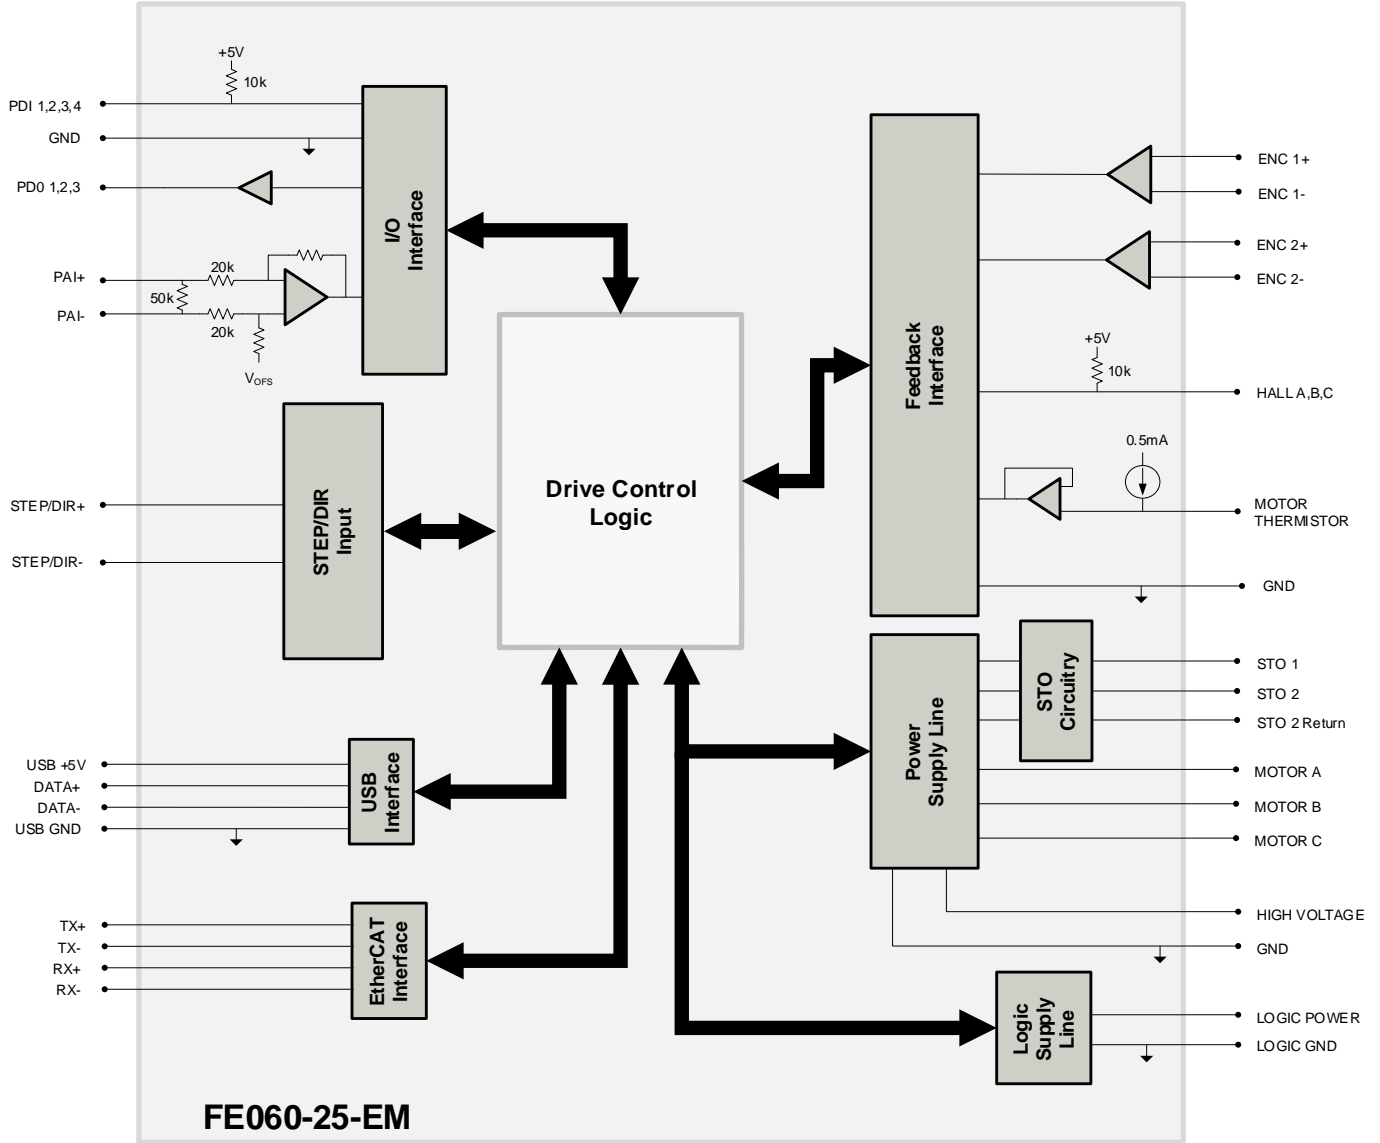 +5V
10k
PDI 1,2,3,4
GND
PD0 1,2,3
I/O
Interface
PAI+
20k
50k
PAI-
20k
VOFS
STEP/DIR+
STEP/DIR-
STEP/DIR
Input
Drive Control
Logic
USB +5V
DATA+
DATA-
USB GND
USB
Interface
TX+
TX-
RX+
RX-
EtherCAT
Interface
Feedback
Interface
ENC 1+
ENC 1-
ENC 2+
ENC 2-
+5V
10k
HALL A,B,C
0.5mA
MOTOR
THERMISTOR
GND
Power
Supply Line
STO
Circuitry
STO 1
STO 2
STO 2 Return
MOTOR A
MOTOR B
MOTOR C
HIGH VOLTAGE
GND
Logic
Supply
Line
LOGIC POWER
LOGIC GND
FE060-25-EM